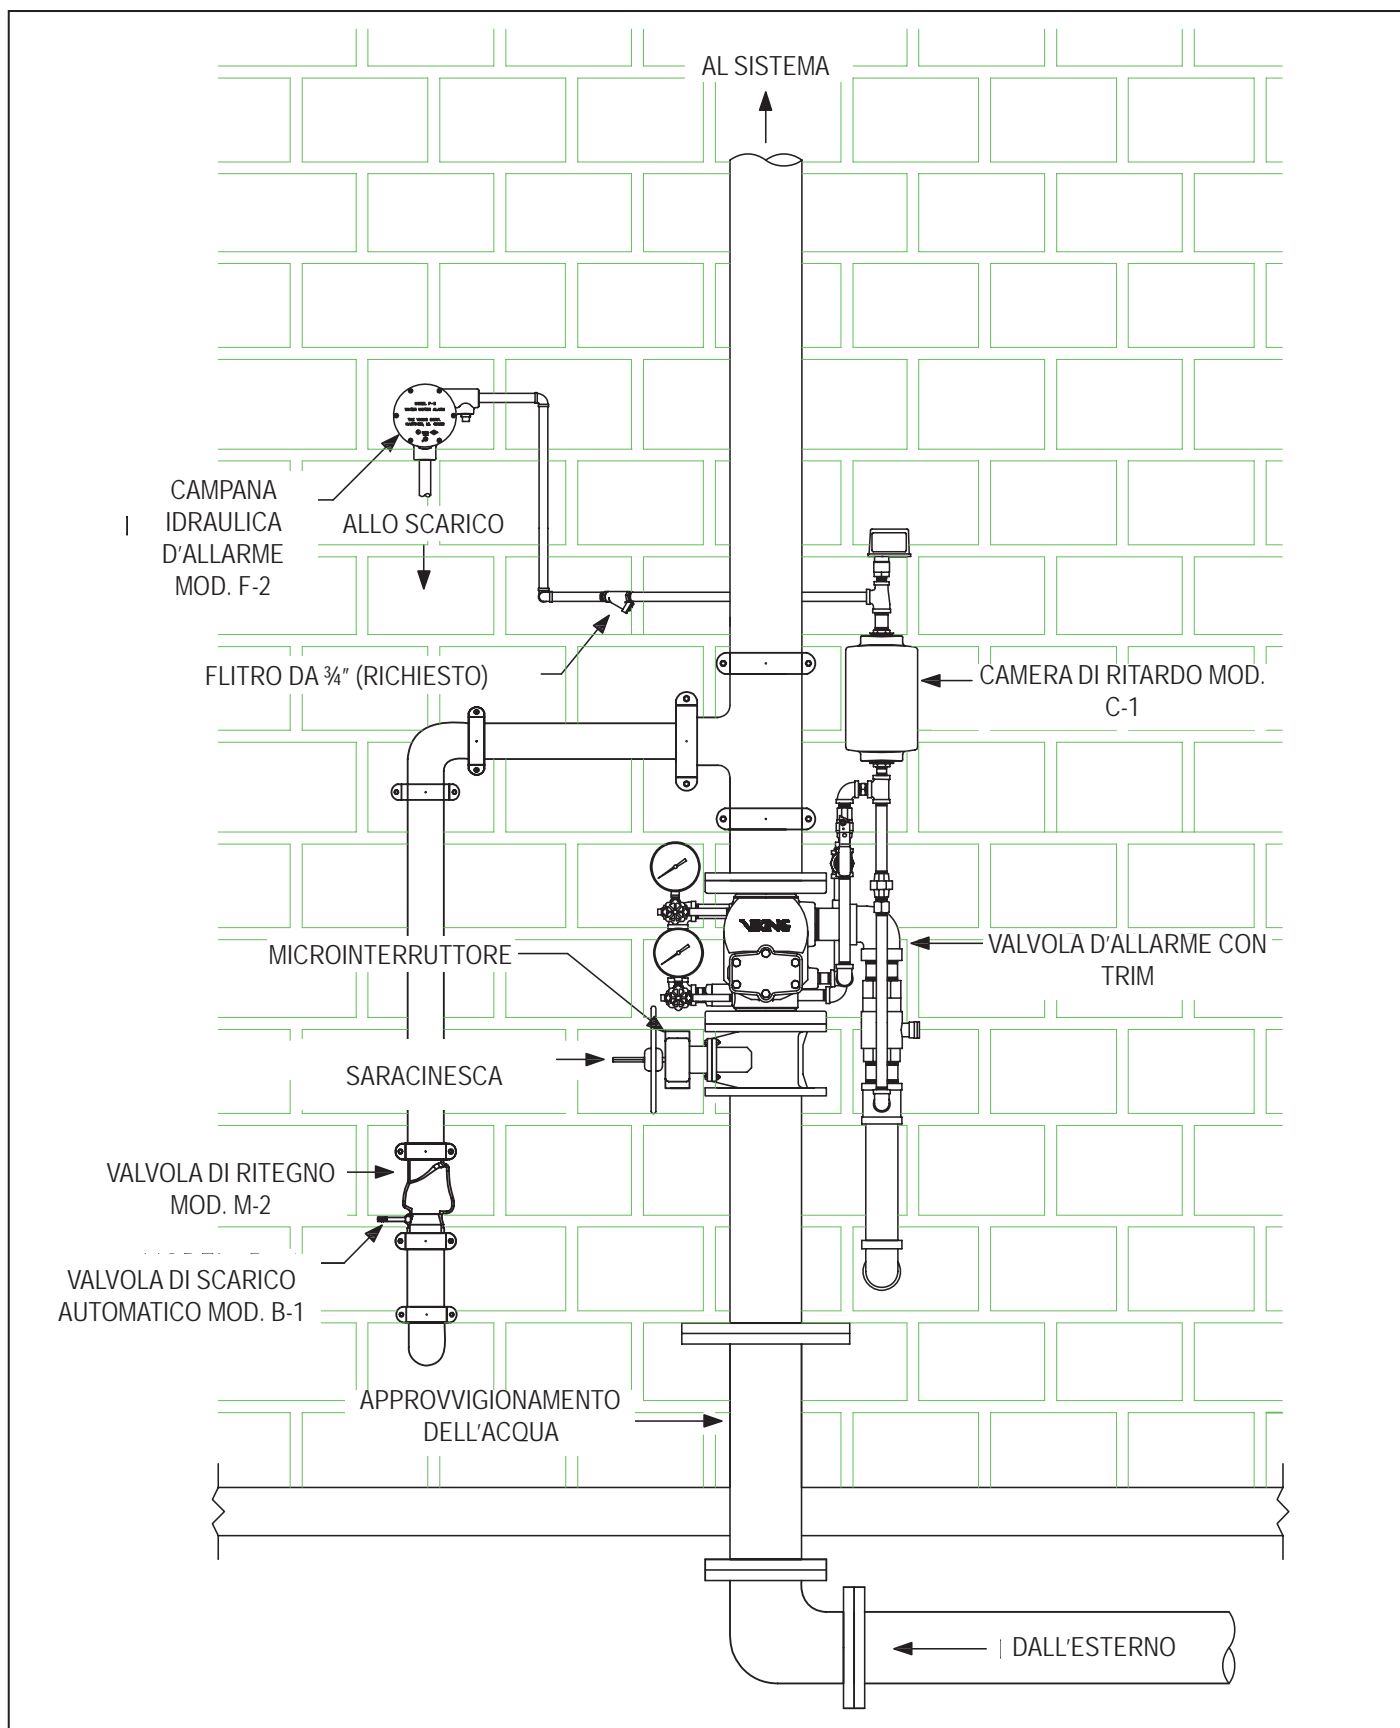 AL SISTEMA
CAMPANA
IDRAULICA
D'ALLARME
MOD. F-2
ALLO SCARICO
FLITRO DA ¾" (RICHIESTO)
CAMERA DI RITARDO MOD.
C-1
VIKING
MICROINTERRUTTORE
VALVOLA D'ALLARME CON
TRIM
SARACINESCA
VALVOLA DI RITEGNO
MOD. M-2
VALVOLA DI SCARICO
AUTOMATICO MOD. B-1
APPROVVIGIONAMENTO
DELL'ACQUA
DALL'ESTERNO